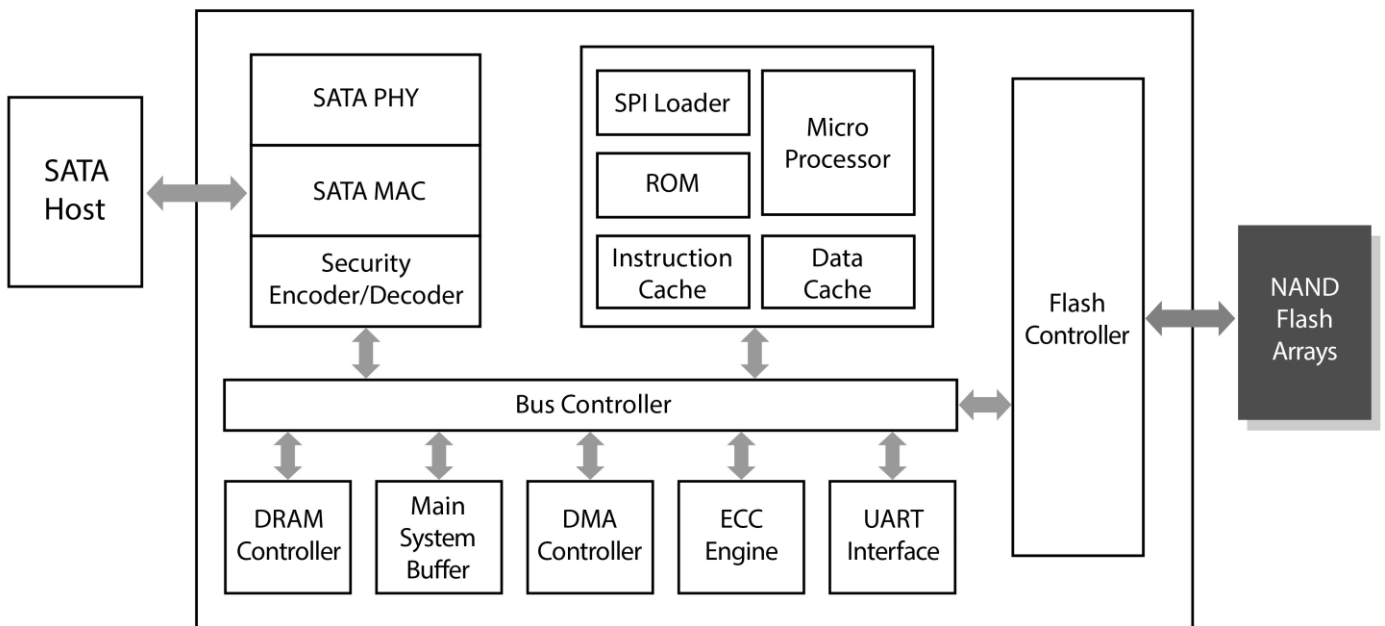 SATA
Host
SATA PHY
SATA MAC
Security
Encoder/Decoder
SPI Loader
ROM
Micro
Processor
Instruction
Cache
Data
Cache
Flash
Controller
NAND
Flash
Arrays
Bus Controller
DRAM
Controller
Main
System
Buffer
DMA
Controller
ECC
Engine
UART
Interface